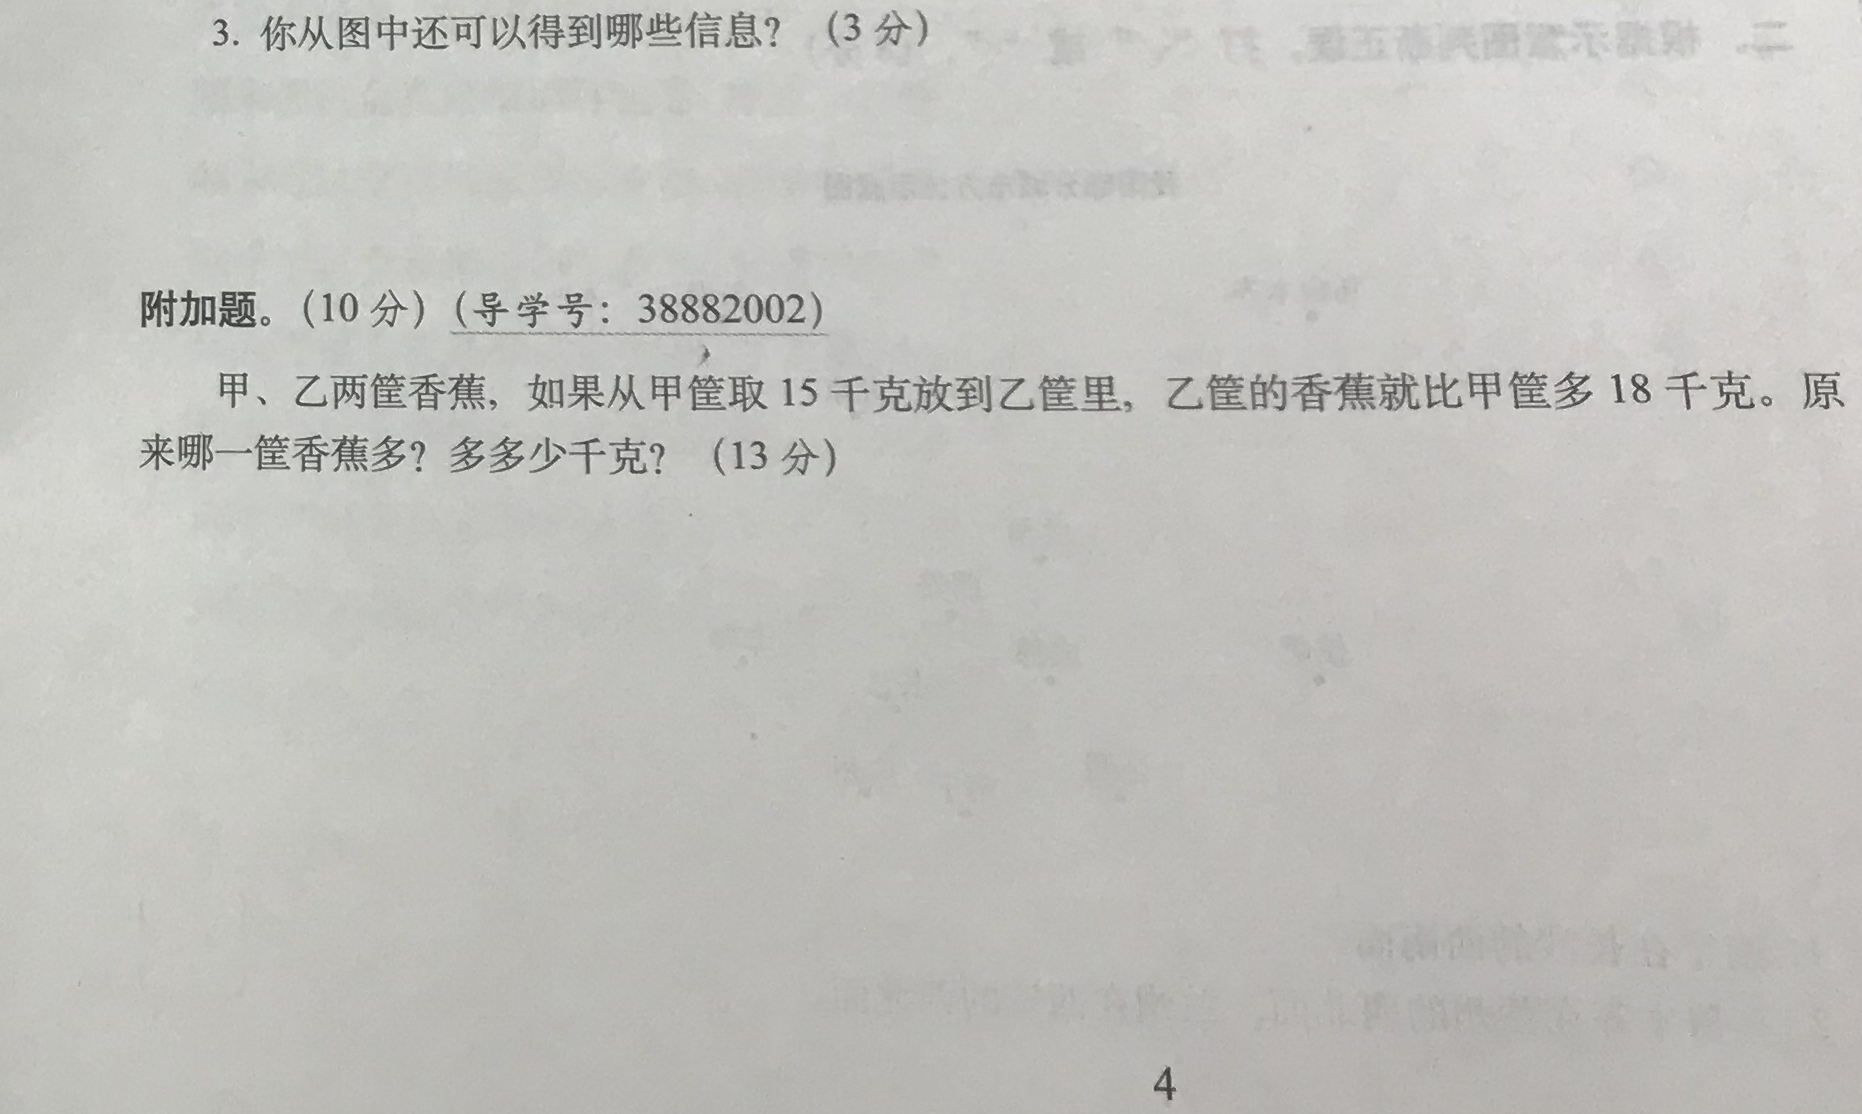 3. 你从图中还可以得到哪些信息？（3 分）
附加题。（10 分）（导学号：38882002）
甲、乙两筐香蕉，如果从甲筐取 15 千克放到乙筐里，乙筐的香蕉就比甲筐多 18 千克。原
来哪一筐香蕉多？多多少千克？（13 分）
4